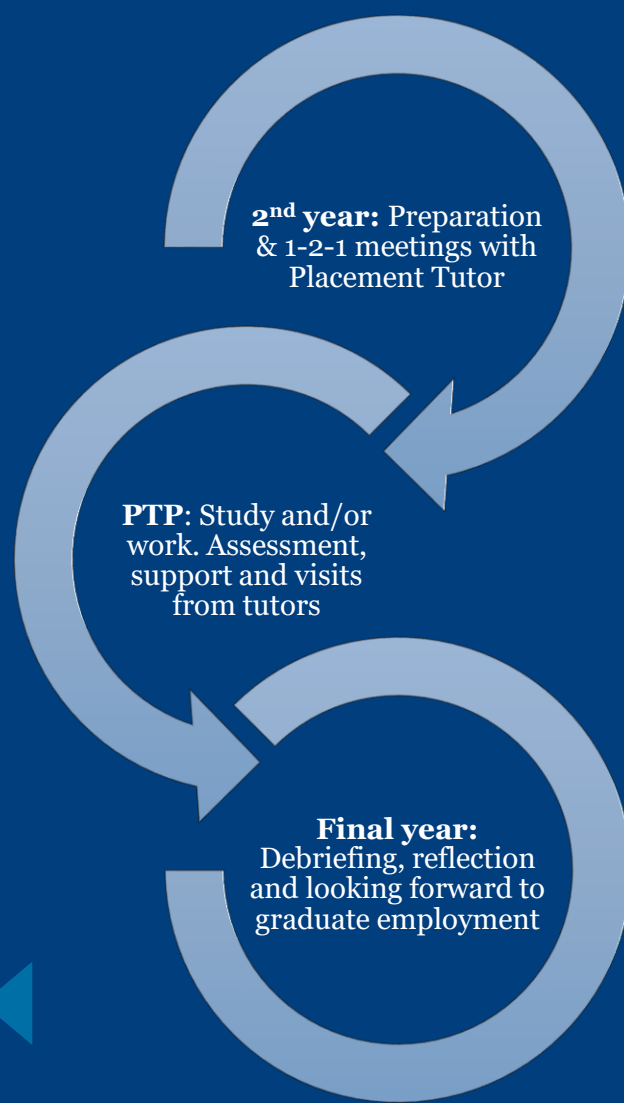 2nd year: Preparation
& 1-2-1 meetings with
Placement Tutor
PTP: Study and/or
work. Assessment,
support and visits
from tutors
Final year:
Debriefing, reflection
and looking forward to
graduate employment